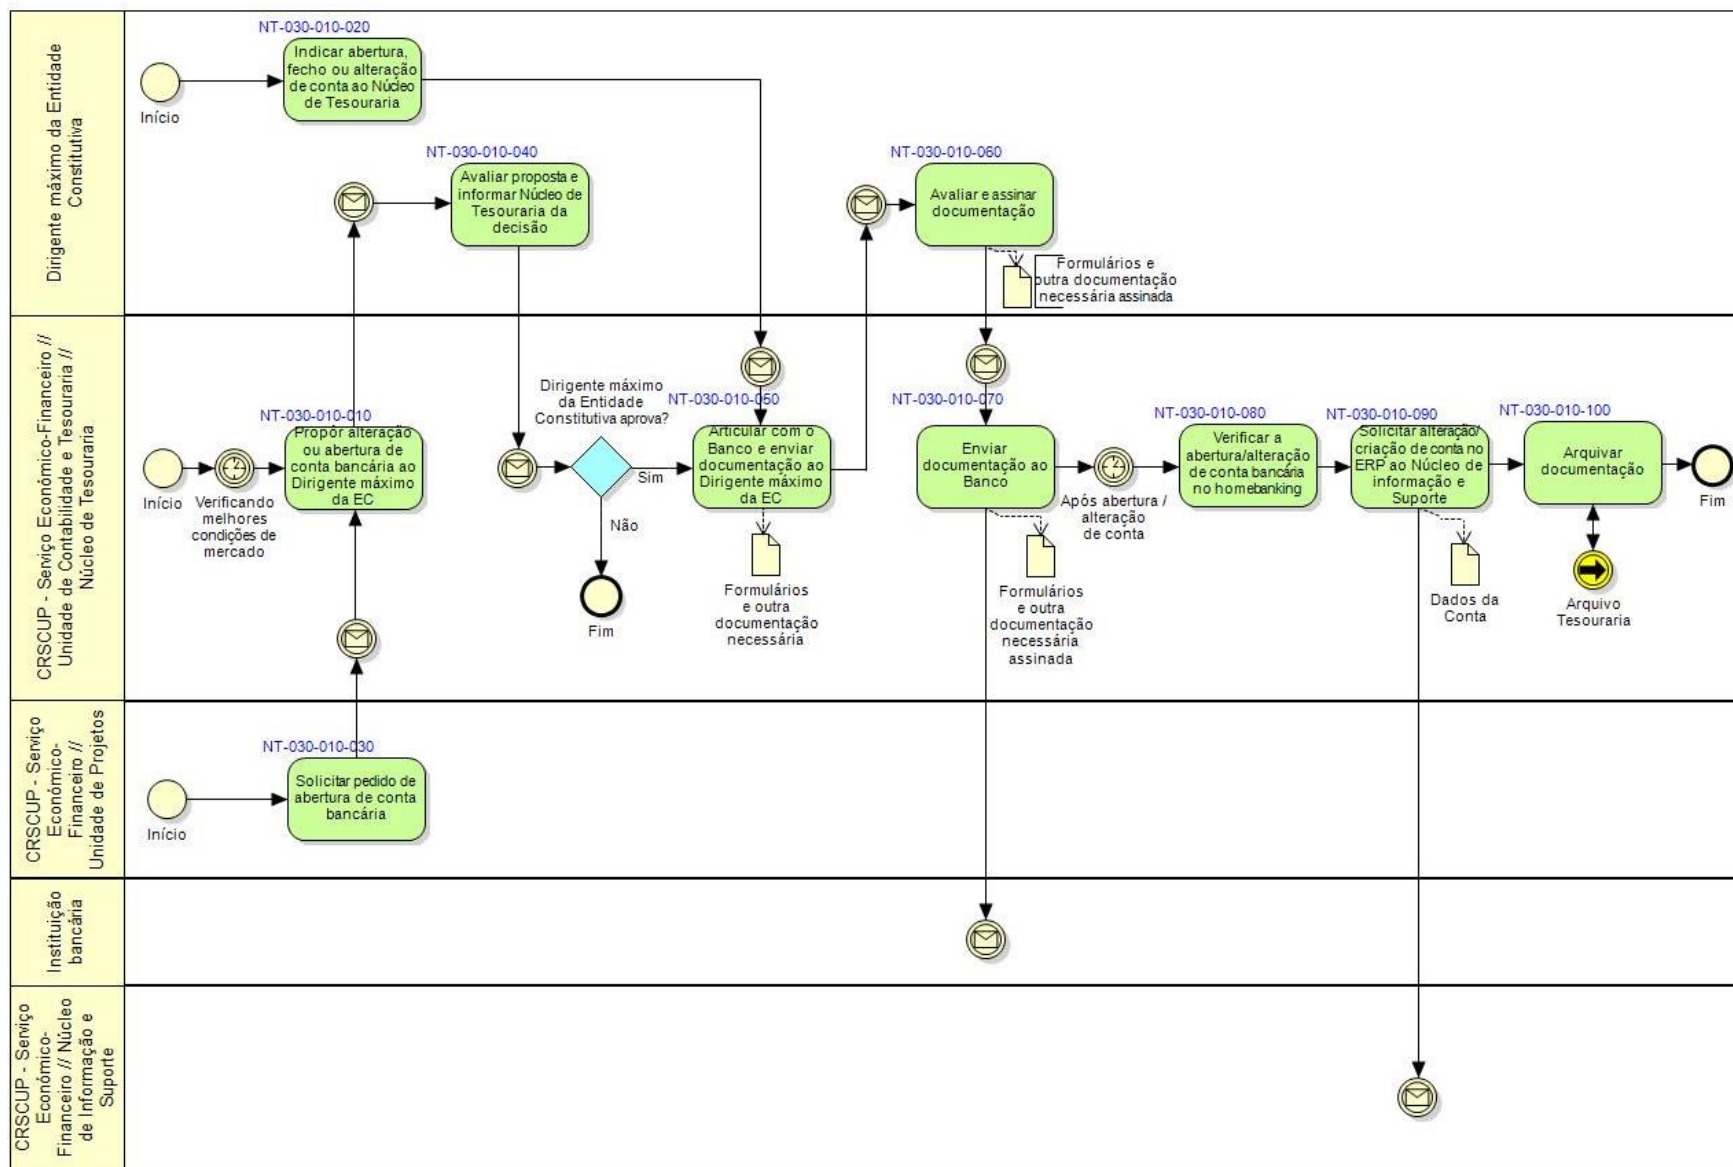 Dirigente máximo da Entidade
Constitutiva
NT-030-010-020
Indicar abertura,
fecho ou alteração
de conta ao Núcleo
de Tesouraria
Início
NT-030-010-040
Avaliar proposta e
informar Núcleo de
Tesouraria da
decisão
NT-030-010-060
Avaliar e assinar
documentação
Formulários e
outra documentação
necessária assinada
CRSCUP - Serviço Económico-Financeiro //
Unidade de Contabilidade e Tesouraria //
Núcleo de Tesouraria
Início
Verificando
melhores
condições de
mercado
NT-030-010-010
Propôr alteração
ou abertura de
conta bancária ao
Dirigente máximo
da EC
Dirigente máximo
da Entidade
Constitutiva aprova?
Sim
Não
Fim
NT-030-010-050
Articular com o
Banco e enviar
documentação ao
Dirigente máximo
da EC
Formulários
e outra
documentação
necessária
NT-030-010-070
Enviar
documentação ao
Banco
Formulários
e outra
documentação
necessária
assinada
Após abertura /
alteração
de conta
NT-030-010-080
Verificar a
abertura/alteração
de conta bancária
no homebanking
NT-030-010-090
Solicitar alteração/
criação de conta no
ERP ao Núcleo de
informação e
Suporte
Dados da
Conta
NT-030-010-100
Arquivar
documentação
Arquivo
Tesouraria
Fim
CRSCUP - Serviço
Económico-
Financeiro //
Unidade de Projetos
Início
NT-030-010-030
Solicitar pedido de
abertura de conta
bancária
Instituição
bancária
CRSCUP - Serviço
Económico-
Financeiro // Núcleo
de Informação e
Suporte